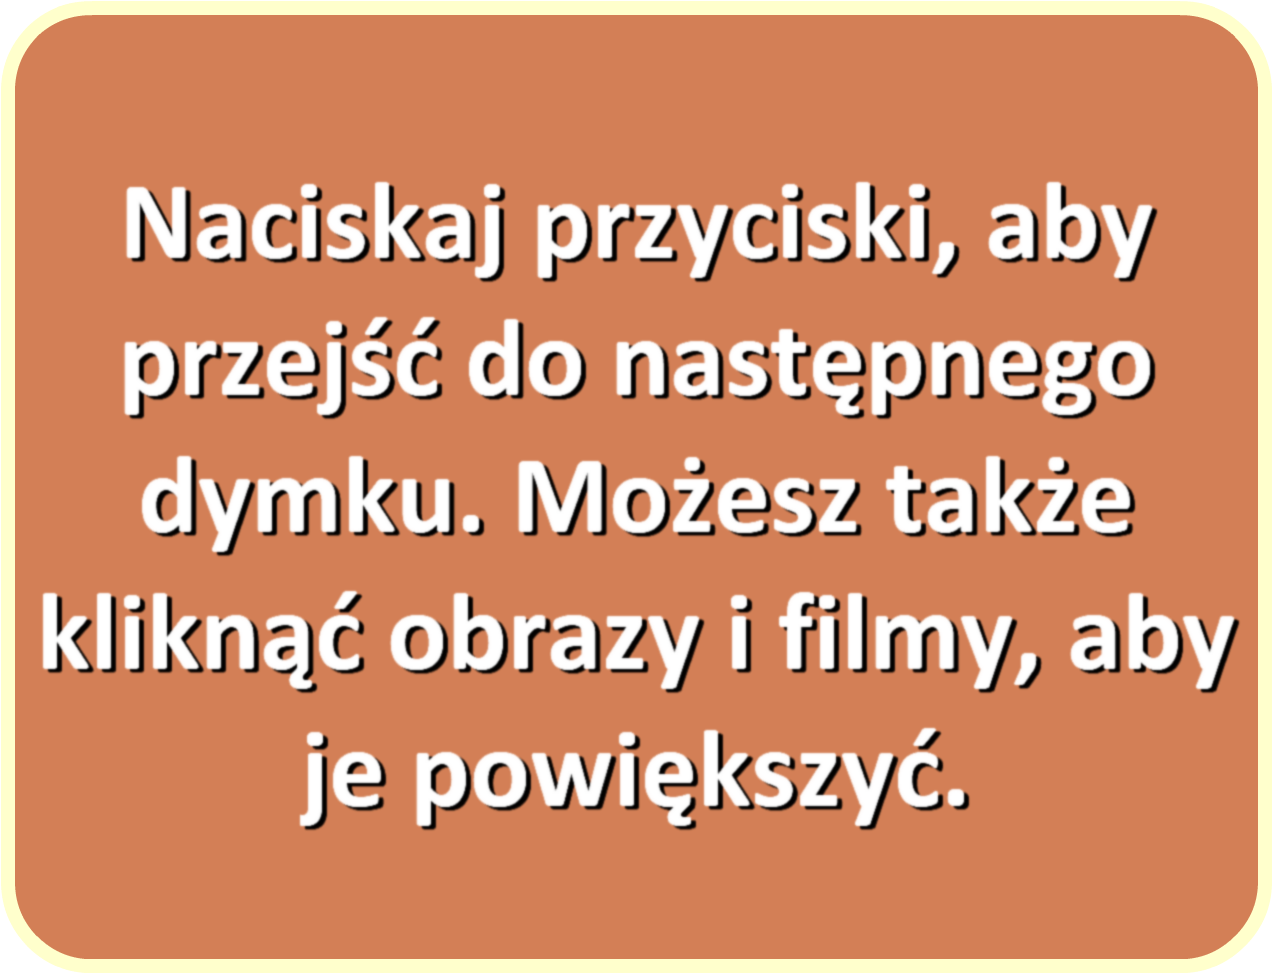 Naciskaj przyciski, aby
przejść do następnego
dymku. Możesz także
kliknąć obrazy i filmy, aby
je powiększyć.